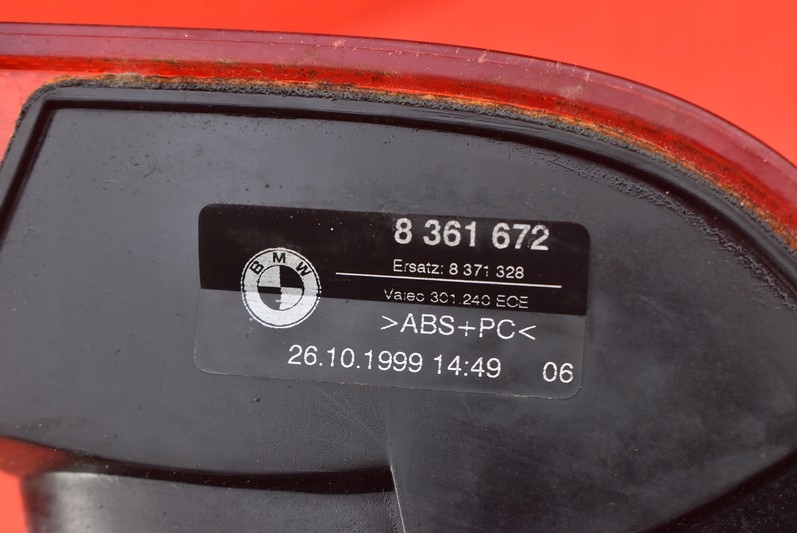 8 361 672
Ersatz: 8 371 328
BMW
Valeo 301.240 ECE
>ABS+PC<
26.10.1999 14:49 06